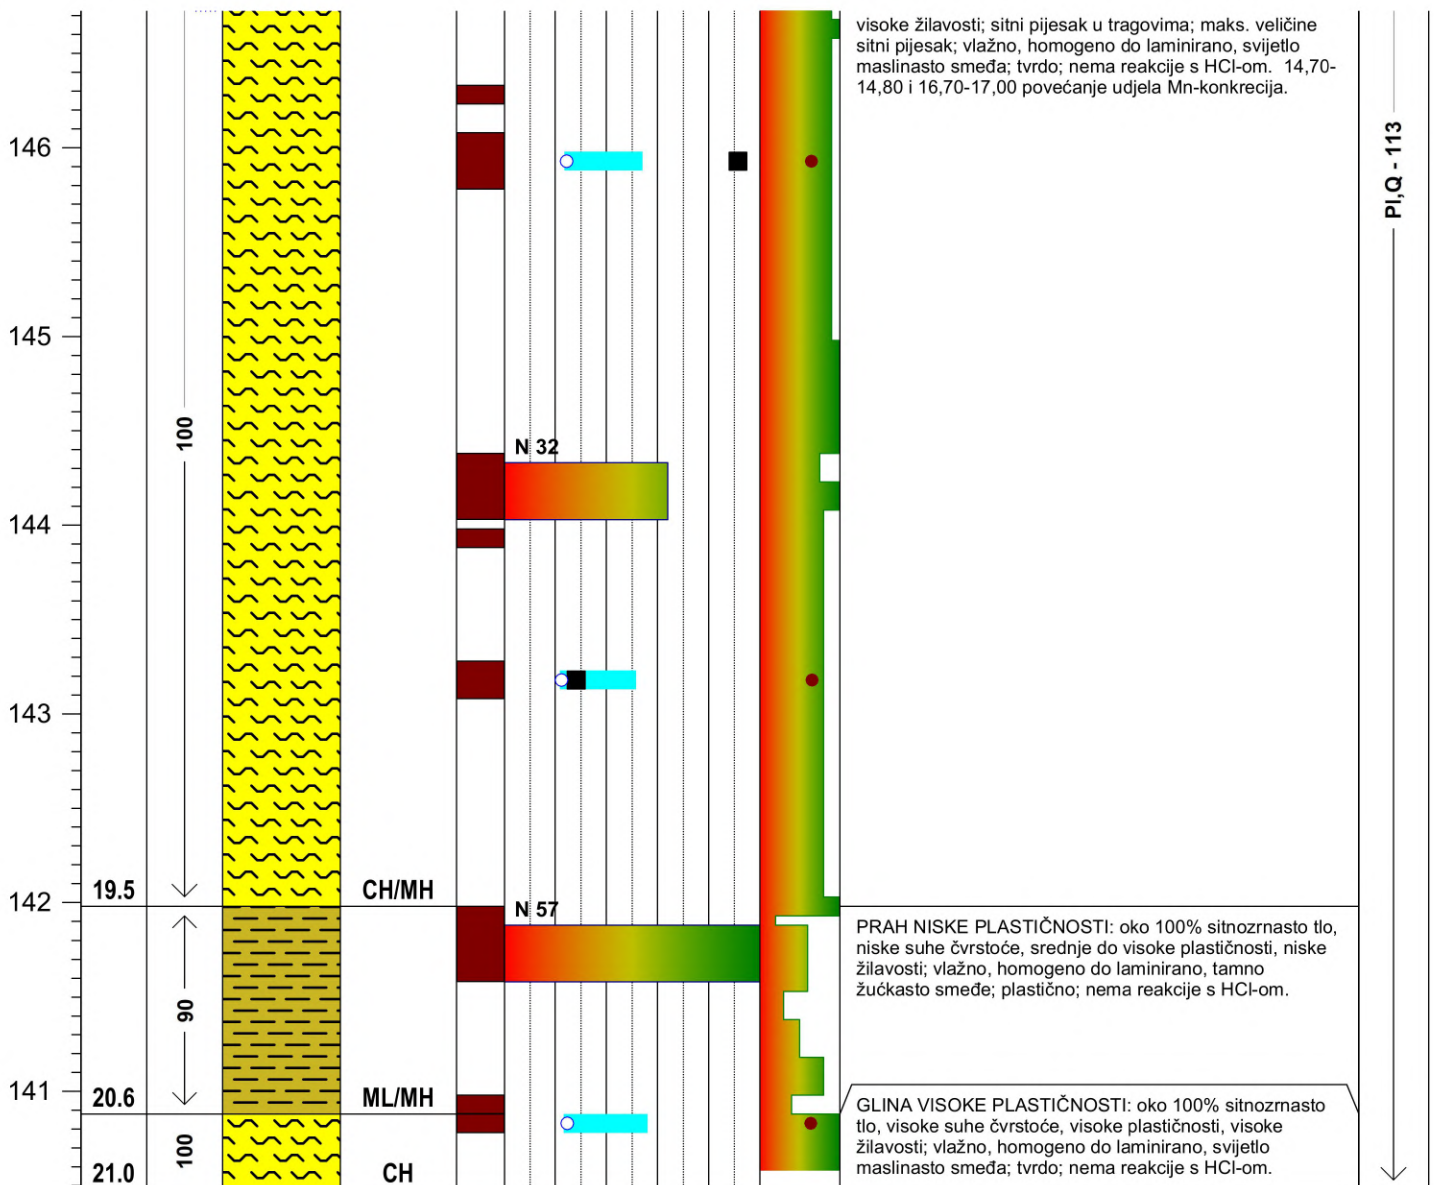 visoke žilavosti; sitni pijesak u tragovima; maks. veličine
sitni pijesak; vlažno, homogeno do laminirano, svijetlo
maslinasto smeđa; tvrdo; nema reakcije s HCl-om. 14,70-
14,80 i 16,70-17,00 povećanje udjela Mn-konkrecija.
146
Pl,Q - 113
145
100
N 32
144
143
19.5
CH/MH
142
N 57
PRAH NISKE PLASTIČNOSTI: oko 100% sitnozrnasto tlo,
niske suhe čvrstoće, srednje do visoke plastičnosti, niske
žilavosti; vlažno, homogeno do laminirano, tamno
žućkasto smeđe; plastično; nema reakcije s HCl-om.
90
141
20.6
ML/MH
GLINA VISOKE PLASTIČNOSTI: oko 100% sitnozrnasto
tlo, visoke suhe čvrstoće, visoke plastičnosti, visoke
žilavosti; vlažno, homogeno do laminirano, svijetlo
maslinasto smeđa; tvrdo; nema reakcije s HCl-om.
100
21.0
CH